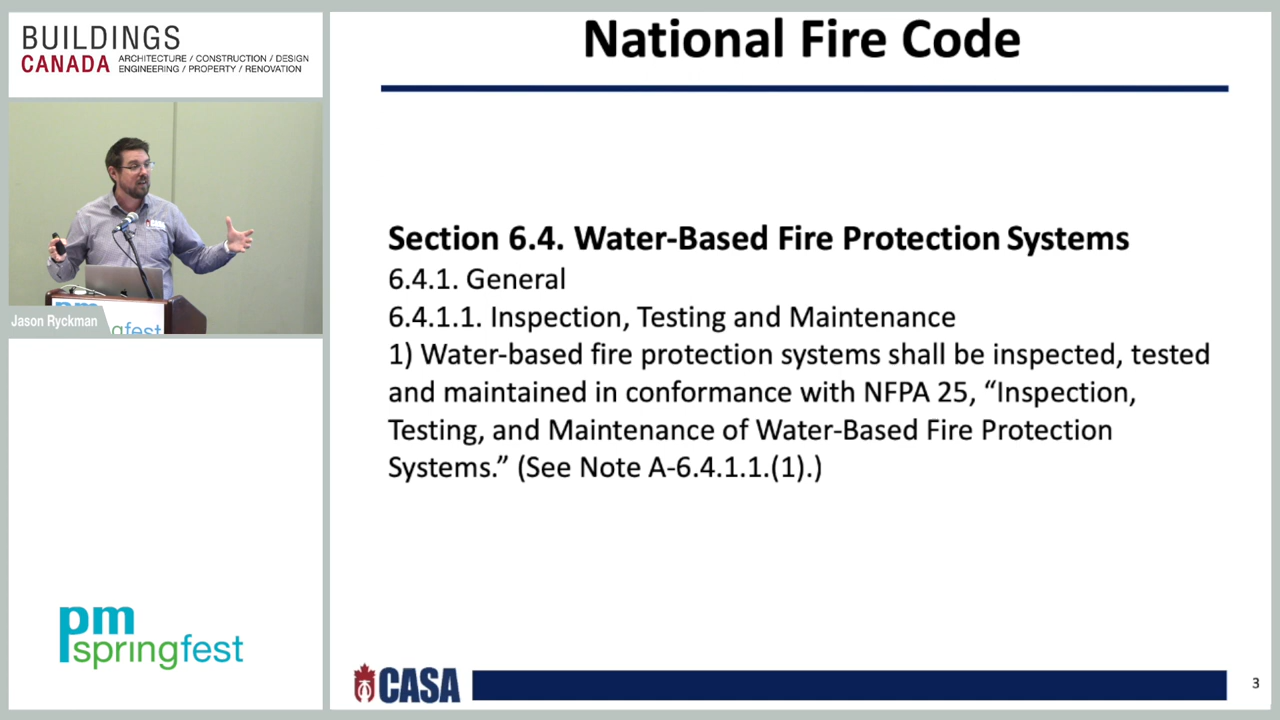 BUILDINGS
CANADA
ARCHITECTURE / CONSTRUCTION / DESIGN
ENGINEERING / PROPERTY / RENOVATION
CASA
pm
gfest
Jason Ryckman
pm
springfest
National Fire Code
Section 6.4. Water-Based Fire Protection Systems
6.4.1. General
6.4.1.1. Inspection, Testing and Maintenance
1) Water-based fire protection systems shall be inspected, tested
and maintained in conformance with NFPA 25, “Inspection,
Testing, and Maintenance of Water-Based Fire Protection
Systems.” (See Note A-6.4.1.1.(1).)
CASA
3